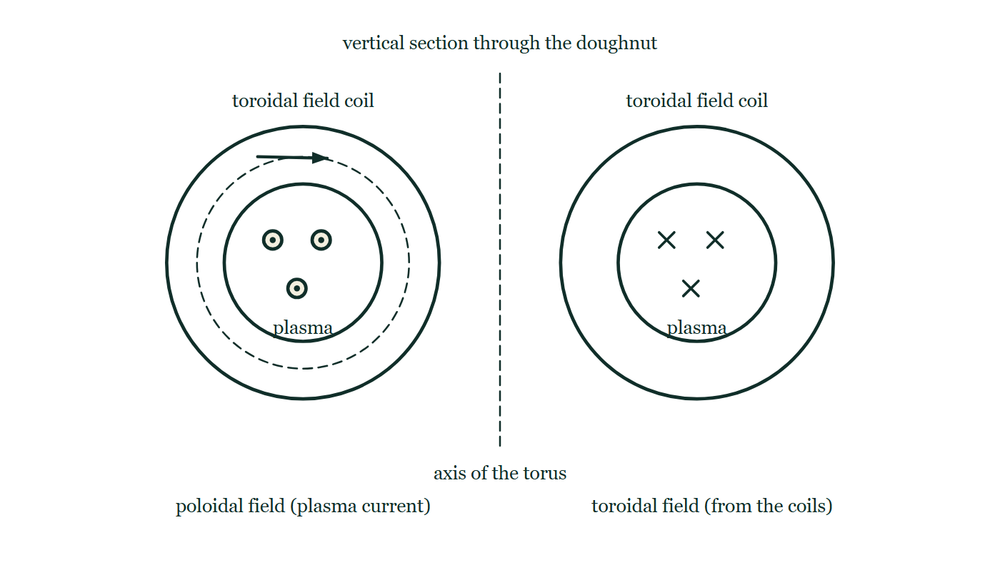 vertical section through the doughnut
toroidal field coil
toroidal field coil
plasma
plasma
axis of the torus
poloidal field (plasma current)
toroidal field (from the coils)